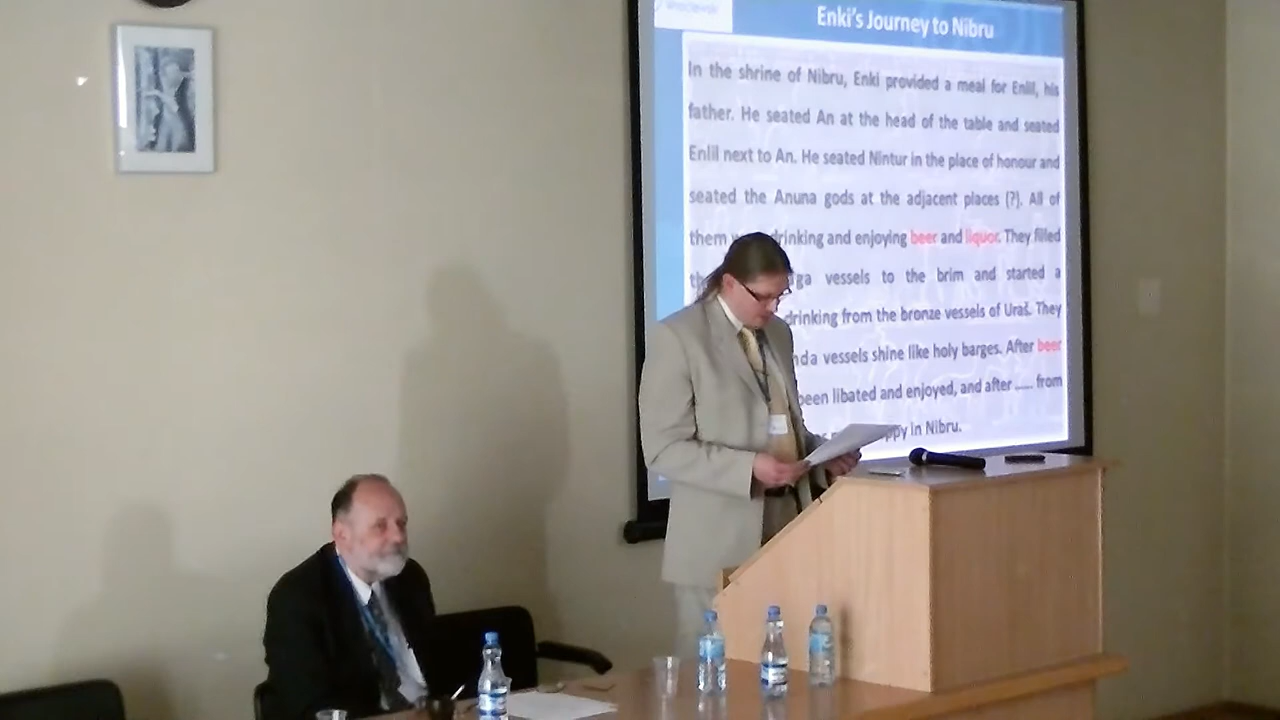 Enki's Journey to Nibru
In the shrine of Nibru, Enki provided a meal for Enlil, his
father. He seated An at the head of the table and seated
Enlil next to An. He seated Nintur in the place of honour and
seated the Anuna gods at the adjacent places (?). All of
them drinking and enjoying beer and liquor. They filled
vessels to the brim and started a
drinking from the bronze vessels of Uraš. They
vessels shine like holy barges. After beer
been libated and enjoyed, and after ...... from
in Nibru.